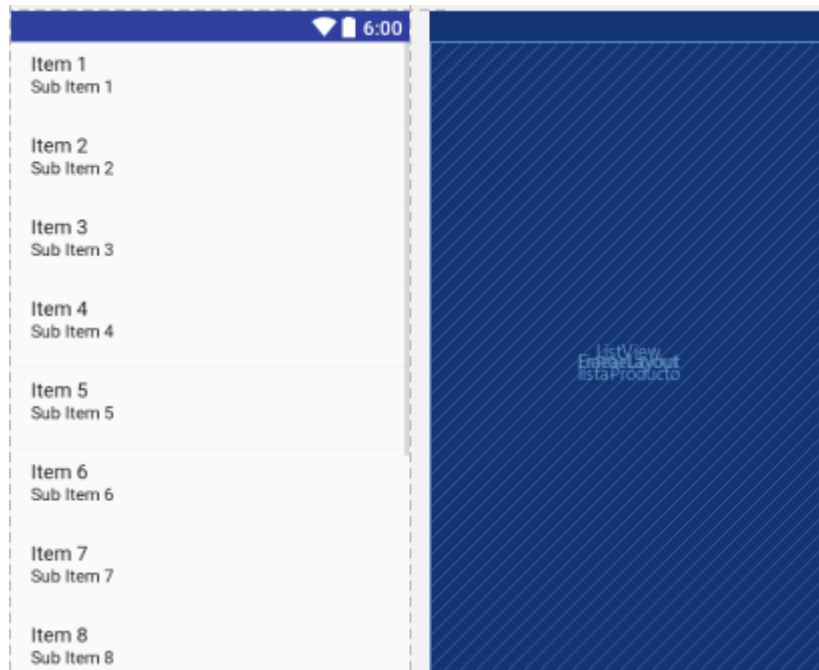 6:00
Item 1
Sub Item 1
Item 2
Sub Item 2
Item 3
Sub Item 3
Item 4
Sub Item 4
Item 5
Sub Item 5
Item 6
Sub Item 6
Item 7
Sub Item 7
Item 8
Sub Item 8
ListView
listaProducto